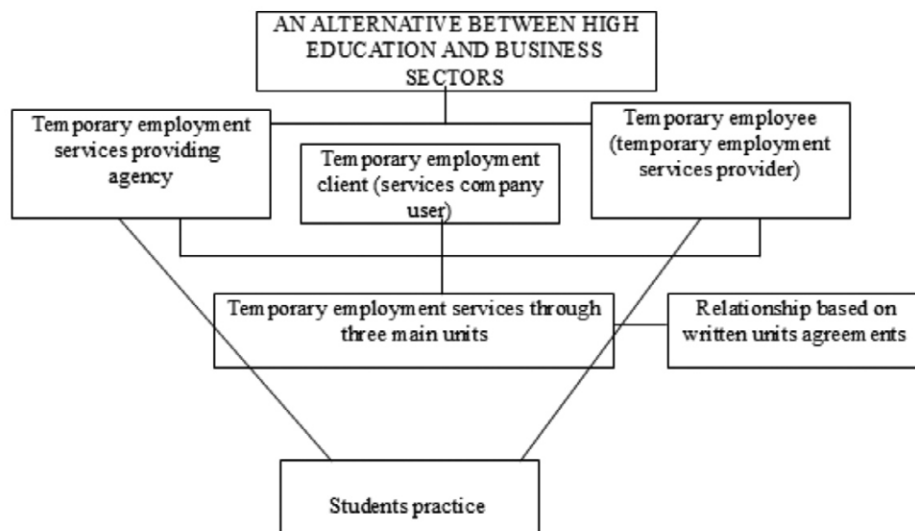 AN ALTERNATIVE BETWEEN HIGH
EDUCATION AND BUSINESS
SECTORS
Temporary employment
services providing
agency
Temporary employment
client (services company
user)
Temporary employee
(temporary employment
services provider)
Temporary employment services through
three main units
Relationship based on
written units agreements
Students practice